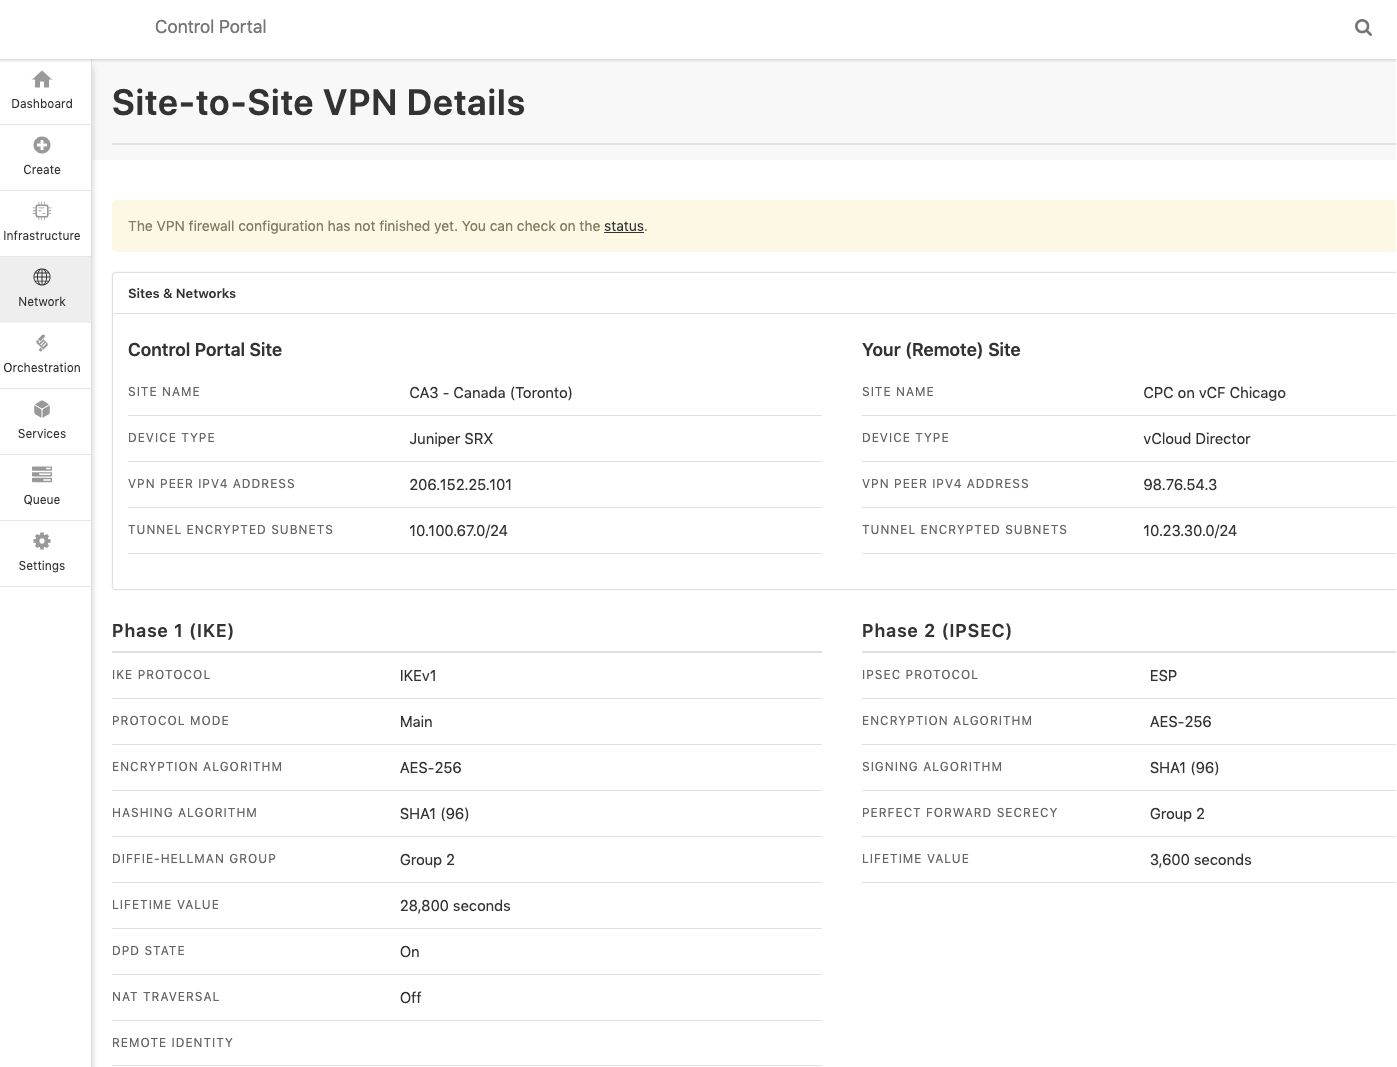 Control Portal
Dashboard
Create
Infrastructure
Network
Orchestration
Services
Queue
Settings
Site-to-Site VPN Details
The VPN firewall configuration has not finished yet. You can check on the status.
Sites & Networks
Control Portal Site
SITE NAME CA3 - Canada (Toronto)
DEVICE TYPE Juniper SRX
VPN PEER IPV4 ADDRESS 206.152.25.101
TUNNEL ENCRYPTED SUBNETS 10.100.67.0/24
Your (Remote) Site
SITE NAME CPC on vCF Chicago
DEVICE TYPE vCloud Director
VPN PEER IPV4 ADDRESS 98.76.54.3
TUNNEL ENCRYPTED SUBNETS 10.23.30.0/24
Phase 1 (IKE)
IKE PROTOCOL IKEv1
PROTOCOL MODE Main
ENCRYPTION ALGORITHM AES-256
HASHING ALGORITHM SHA1 (96)
DIFFIE-HELLMAN GROUP Group 2
LIFETIME VALUE 28,800 seconds
DPD STATE On
NAT TRAVERSAL Off
REMOTE IDENTITY
Phase 2 (IPSEC)
IPSEC PROTOCOL ESP
ENCRYPTION ALGORITHM AES-256
SIGNING ALGORITHM SHA1 (96)
PERFECT FORWARD SECRECY Group 2
LIFETIME VALUE 3,600 seconds